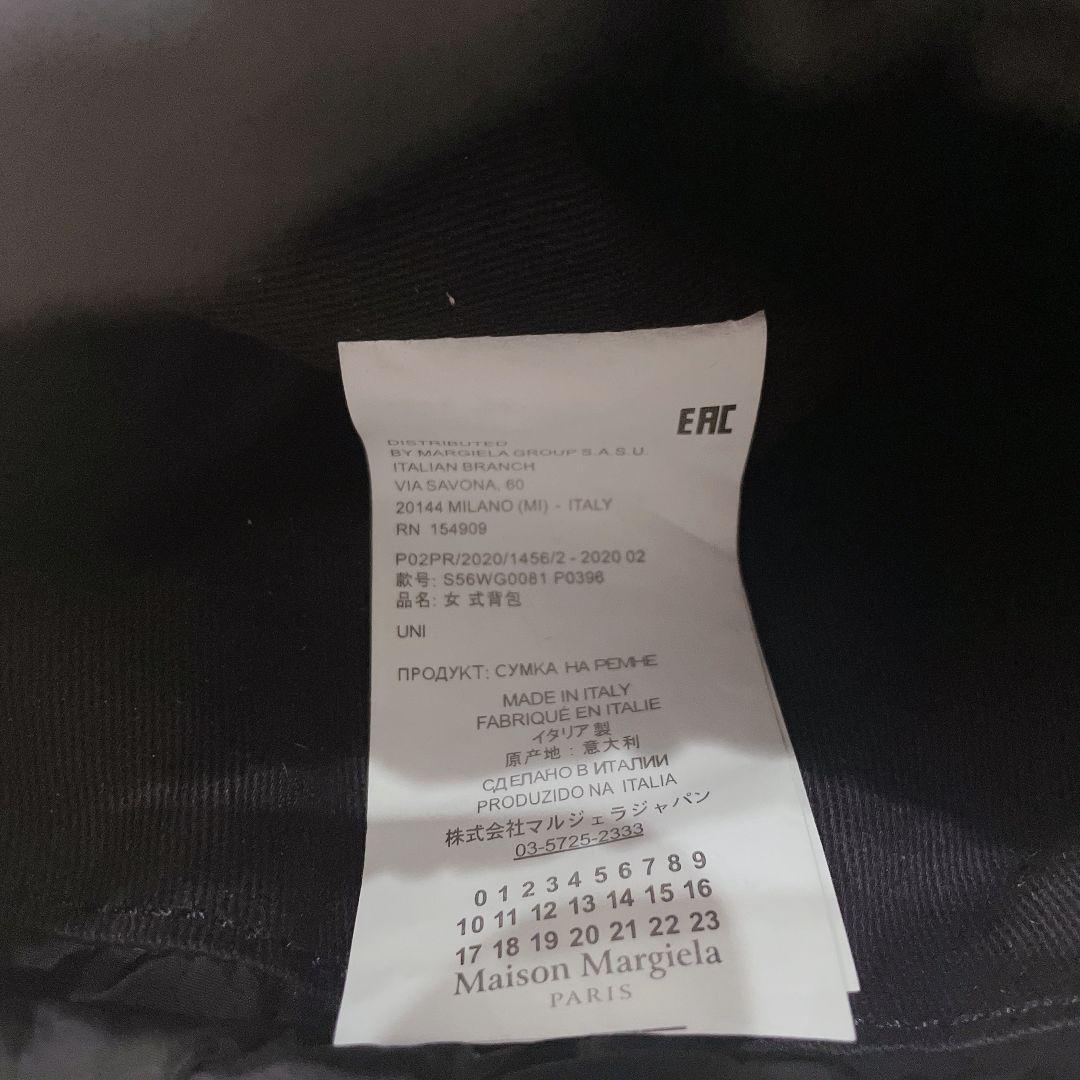 EAC
DISTRIBUTED
BY MARGIELA GROUP S.A.S.U.
ITALIAN BRANCH
VIA SAVONA, 60
20144 MILANO (MI) - ITALY
RN 154909
P02PR/2020/1456/2 - 2020 02
款号: S56WG0081 P0396
品名: 女 式背包
UNI
ПРОДУКТ: СУМКА НА РЕМНЕ
MADE IN ITALY
FABRIQUÉ EN ITALIE
イタリア製
原产地 : 意大利
СДЕЛАНО В ИТАЛИИ
PRODUZIDO NA ITALIA
株式会社マルジェラジャパン
03-5725-2333
0 1 2 3 4 5 6 7 8 9
10 11 12 13 14 15 16
17 18 19 20 21 22 23
Maison Margiela
PARIS